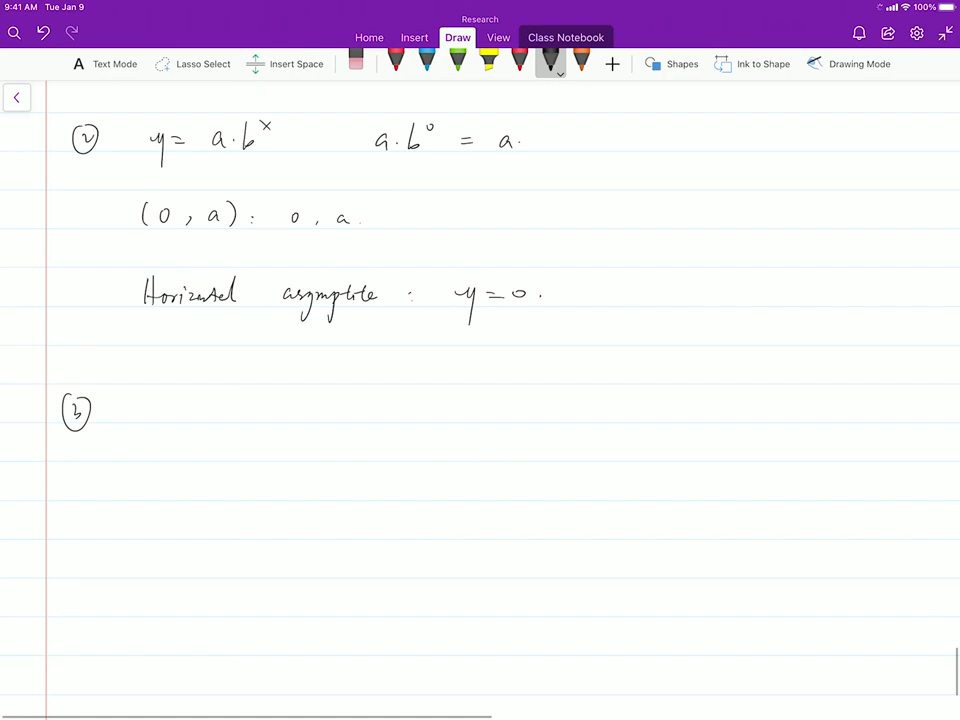 9:41 AM Tue Jan 9
100%
Research
Home Insert Draw View Class Notebook
A Text Mode Lasso Select Insert Space Shapes Ink to Shape Drawing Mode
② y = a·b^x a·b^0 = a.
(0, a): 0, a.
Horizontal asymptote : y = 0.
③